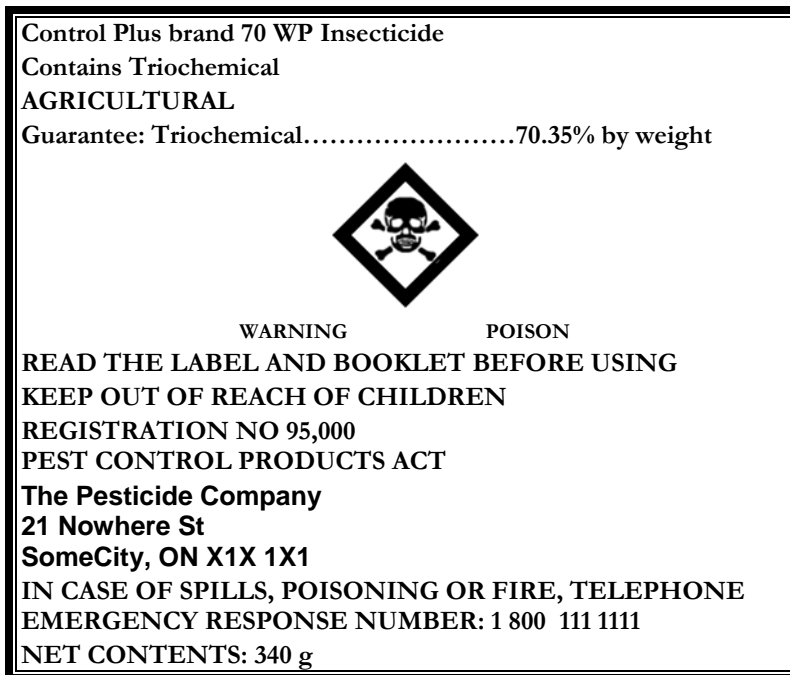 Control Plus brand 70 WP Insecticide
Contains Triochemical
AGRICULTURAL
Guarantee: Triochemical……………………70.35% by weight
WARNING POISON
READ THE LABEL AND BOOKLET BEFORE USING
KEEP OUT OF REACH OF CHILDREN
REGISTRATION NO 95,000
PEST CONTROL PRODUCTS ACT
The Pesticide Company
21 Nowhere St
SomeCity, ON X1X 1X1
IN CASE OF SPILLS, POISONING OR FIRE, TELEPHONE
EMERGENCY RESPONSE NUMBER: 1 800 111 1111
NET CONTENTS: 340 g